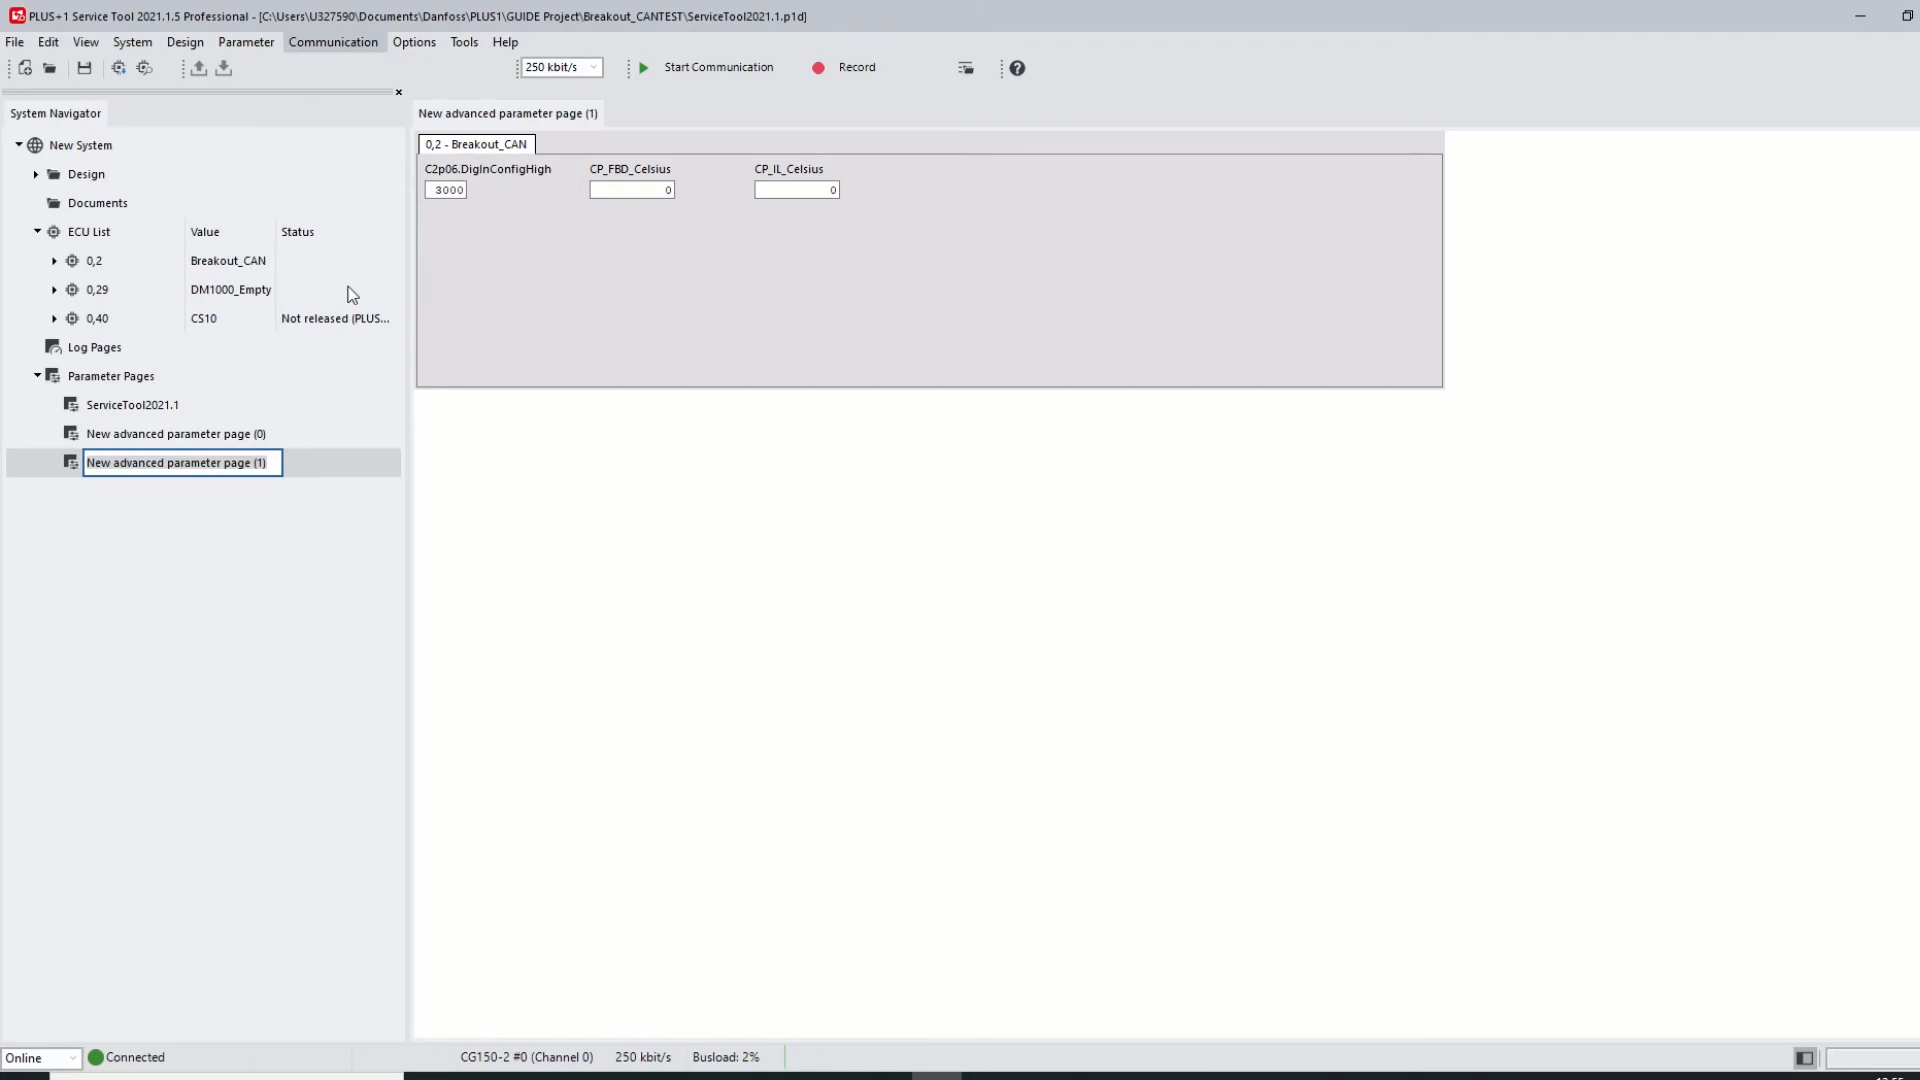 PLUS+1 Service Tool 2021.1.5 Professional - [C:\Users\U327590\Documents\Danfoss\PLUS1\GUIDE Project\Breakout_CANTEST\ServiceTool2021.1.p1d]
File Edit View System Design Parameter Communication Options Tools Help
250 kbit/s Start Communication Record
System Navigator
New advanced parameter page (1)
New System
0,2 - Breakout_CAN
Design
C2p06.DigInConfigHigh CP_FBD_Celsius CP_IL_Celsius
3000 0 0
Documents
ECU List Value Status
0,2 Breakout_CAN
0,29 DM1000_Empty
0,40 CS10 Not released (PLUS...
Log Pages
Parameter Pages
ServiceTool2021.1
New advanced parameter page (0)
New advanced parameter page (1)
Online Connected CG150-2 #0 (Channel 0) 250 kbit/s Busload: 2%